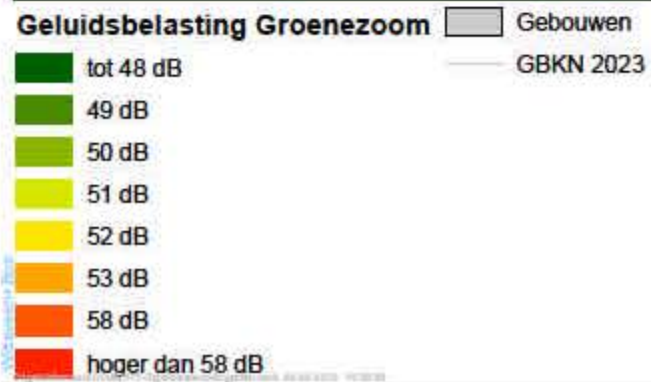 Geluidsbelasting Groenezoom
tot 48 dB
49 dB
50 dB
51 dB
52 dB
53 dB
58 dB
hoger dan 58 dB
Gebouwen
GBKN 2023